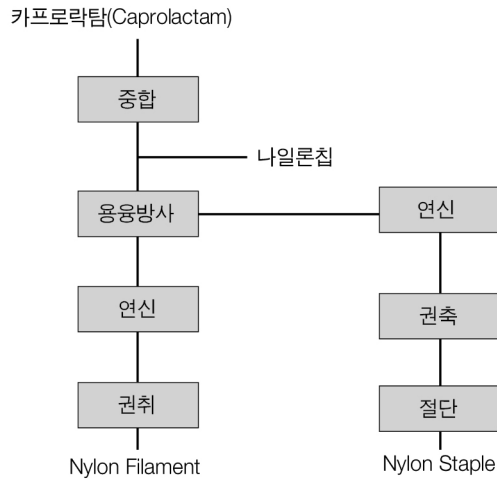 카프로락탐(Caprolactam)
중합
나일론칩
용융방사
연신
연신
권축
권취
절단
Nylon Filament
Nylon Staple